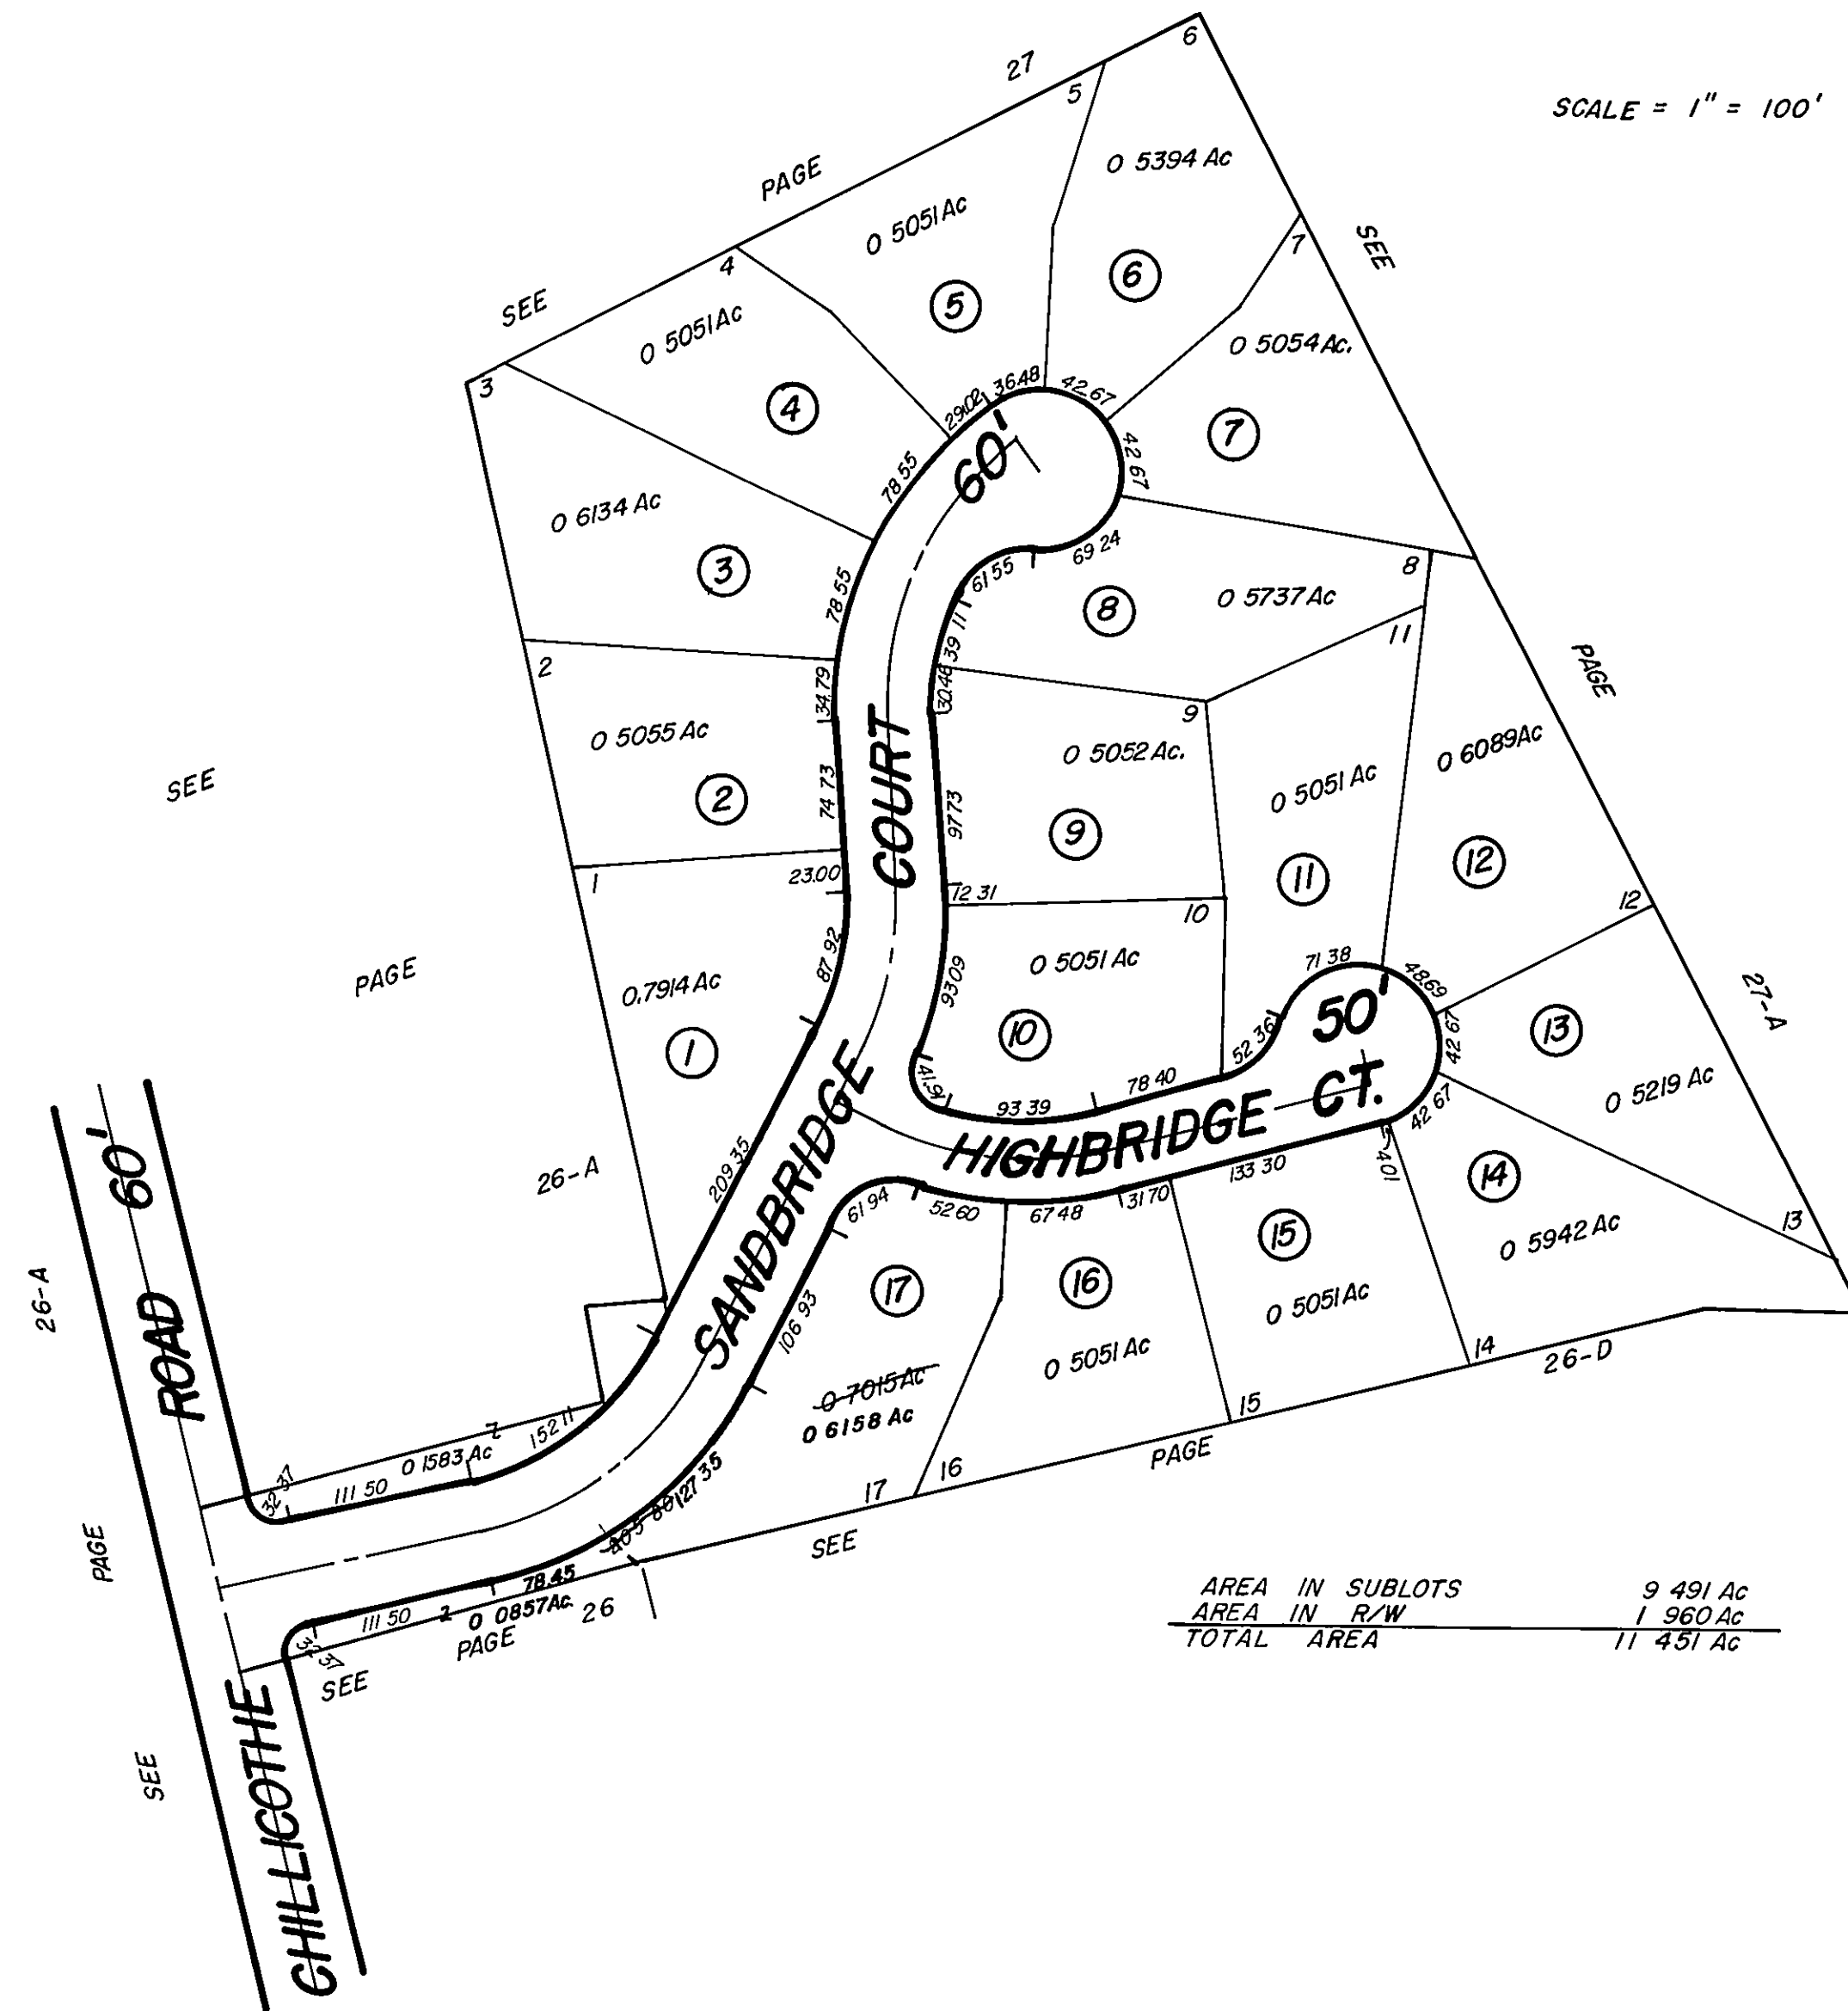 SCALE = 1" = 100'
SEE PAGE 27
SEE PAGE 27-A
SEE PAGE 26-A
SEE PAGE 26-A
SEE PAGE 26
SEE PAGE 26-D
CHILLICOTHE ROAD 60'
SANDBRIDGE COURT 60'
HIGHBRIDGE CT. 50'
1
0.7914 Ac
1
23.00
87 92
209 35
2
0 5055 Ac
2
34.79
74 73
3
0 6134 Ac
3
78 55
4
0 5051 Ac
4
78 55
5
0 5051 Ac
5
29.02
36.48
6
0 5394 Ac
6
42.67
7
0 5054 Ac.
7
42 67
8
0 5737 Ac
8
69 24
61 55
39 11
9
0 5052 Ac.
9
30.46
97 73
12 31
10
0 5051 Ac
10
93 09
41 51
93 39
78 40
11
0 5051 Ac
11
52 36
71 38
12
0 6089 Ac
12
48.69
13
0 5219 Ac
13
42 67
14
0 5942 Ac
14
42 67
5 401
15
0 5051 Ac
15
133 30
16
0 5051 Ac
16
67 48
31 70
17
0 7015 Ac
0 6158 Ac
17
52 60
61 94
106 93
127 35
205 80
78.45
2
0 0857 Ac.
111 50
32 37
0 1583 Ac
152 11
111 50
32 37
AREA IN SUBLOTS 9 491 Ac
AREA IN R/W 1 960 Ac
TOTAL AREA 11 451 Ac